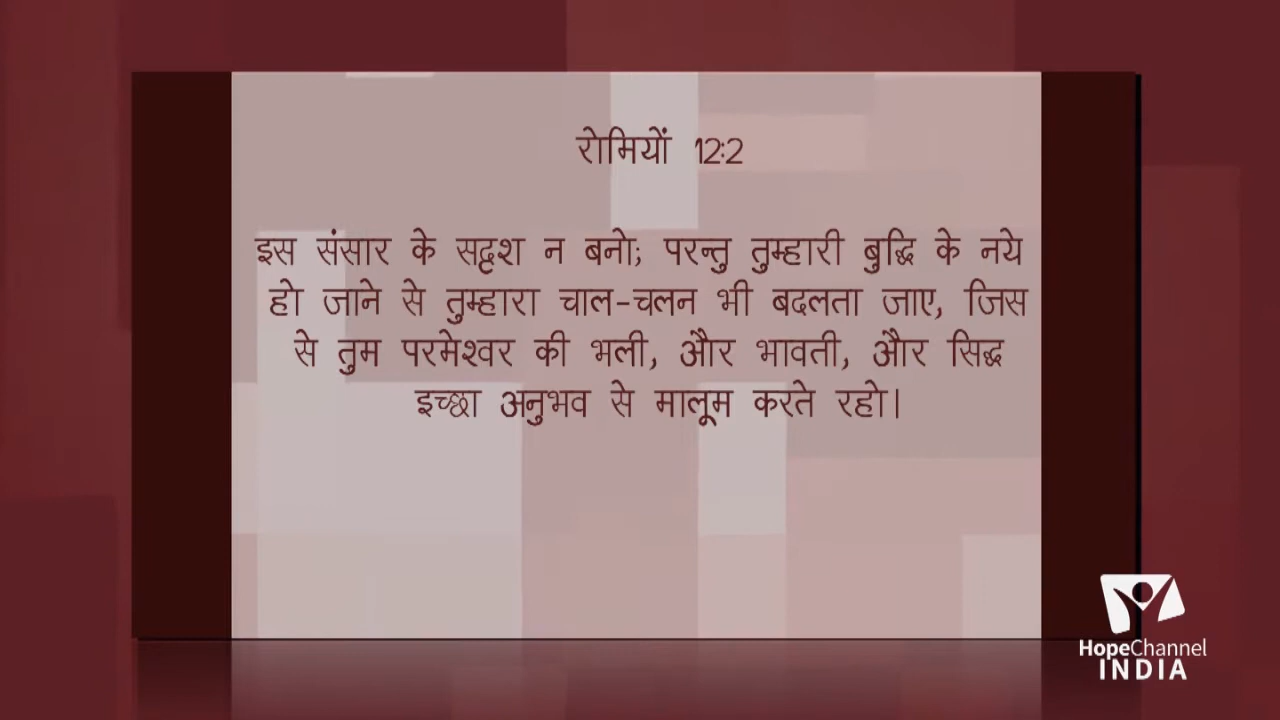 रोमियों 12:2
इस संसार के सदृश न बनो; परन्तु तुम्हारी बुद्धि के नये
हो जाने से तुम्हारा चाल-चलन भी बदलता जाए, जिस
से तुम परमेश्वर की भली, और भावती, और सिद्ध
इच्छा अनुभव से मालूम करते रहो।
HopeChannel
INDIA